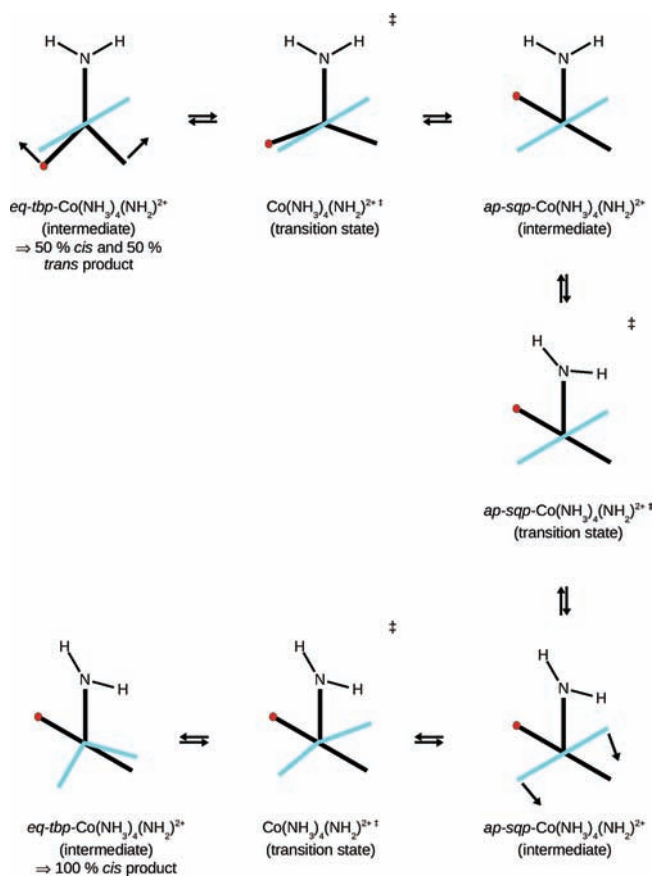 ‡
H H H H H H
N N N
eq-tbp-Co(NH₃)₄(NH₂)²⁺ Co(NH₃)₄(NH₂)²⁺ ‡ ap-sqp-Co(NH₃)₄(NH₂)²⁺
(intermediate) (transition state) (intermediate)
⇒ 50 % cis and 50 %
trans product
‡
H
N H
ap-sqp-Co(NH₃)₄(NH₂)²⁺ ‡
(transition state)
‡
H H H
N H N H N H
eq-tbp-Co(NH₃)₄(NH₂)²⁺ Co(NH₃)₄(NH₂)²⁺ ‡ ap-sqp-Co(NH₃)₄(NH₂)²⁺
(intermediate) (transition state) (intermediate)
⇒ 100 % cis product